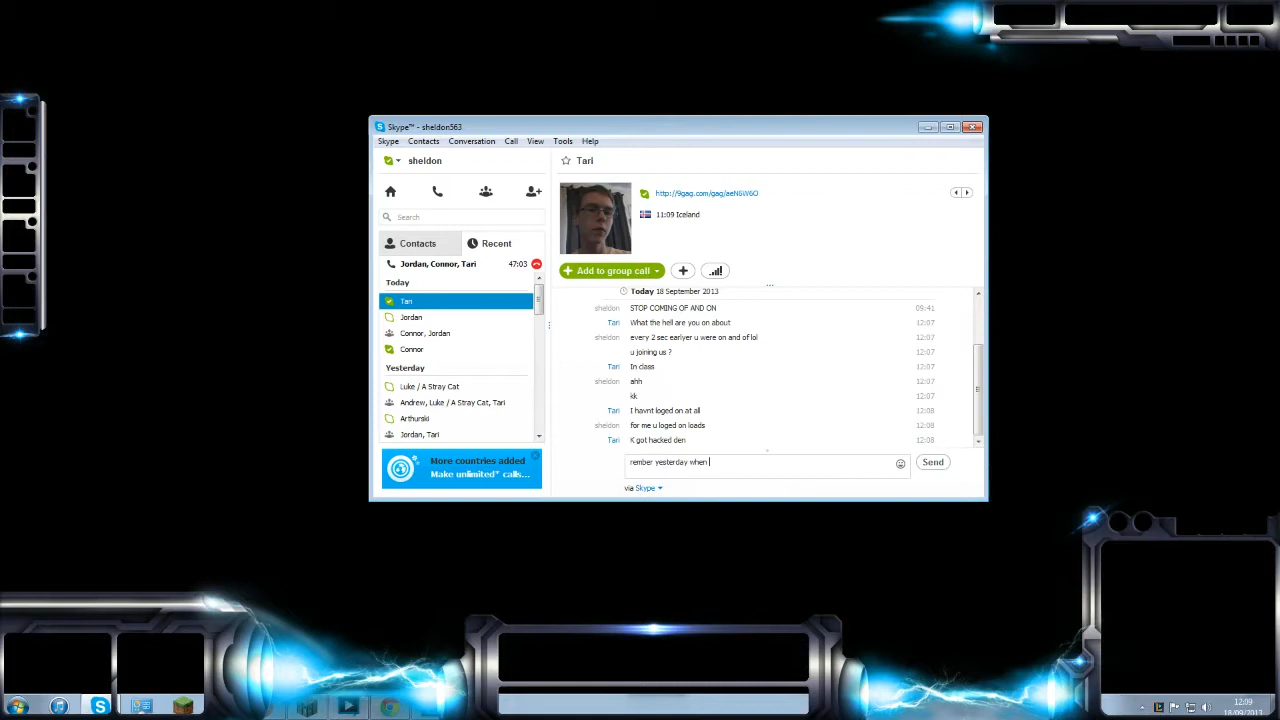 Skype™ - sheldon563
Skype Contacts Conversation Call View Tools Help
sheldon
Search
Contacts Recent
Jordan, Connor, Tari 47:03
Today
Tari
Jordan
Connor, Jordan
Connor
Yesterday
Luke / A Stray Cat
Andrew, Luke / A Stray Cat, Tari
Arthurski
Jordan, Tari
More countries added
Make unlimited* calls...
Tari
http://9gag.com/gag/aeN6W6O
11:09 Iceland
Add to group call
Today 18 September 2013
sheldon STOP COMING OF AND ON 09:41
Tari What the hell are you on about 12:07
sheldon every 2 sec earlyer u were on and of lol 12:07
u joining us ? 12:07
Tari In class 12:07
sheldon ahh 12:07
kk 12:07
Tari I havnt loged on at all 12:08
sheldon for me u loged on loads 12:08
Tari K got hacked den 12:08
rember yesterday when
Send
via Skype
12:09
18/09/2013